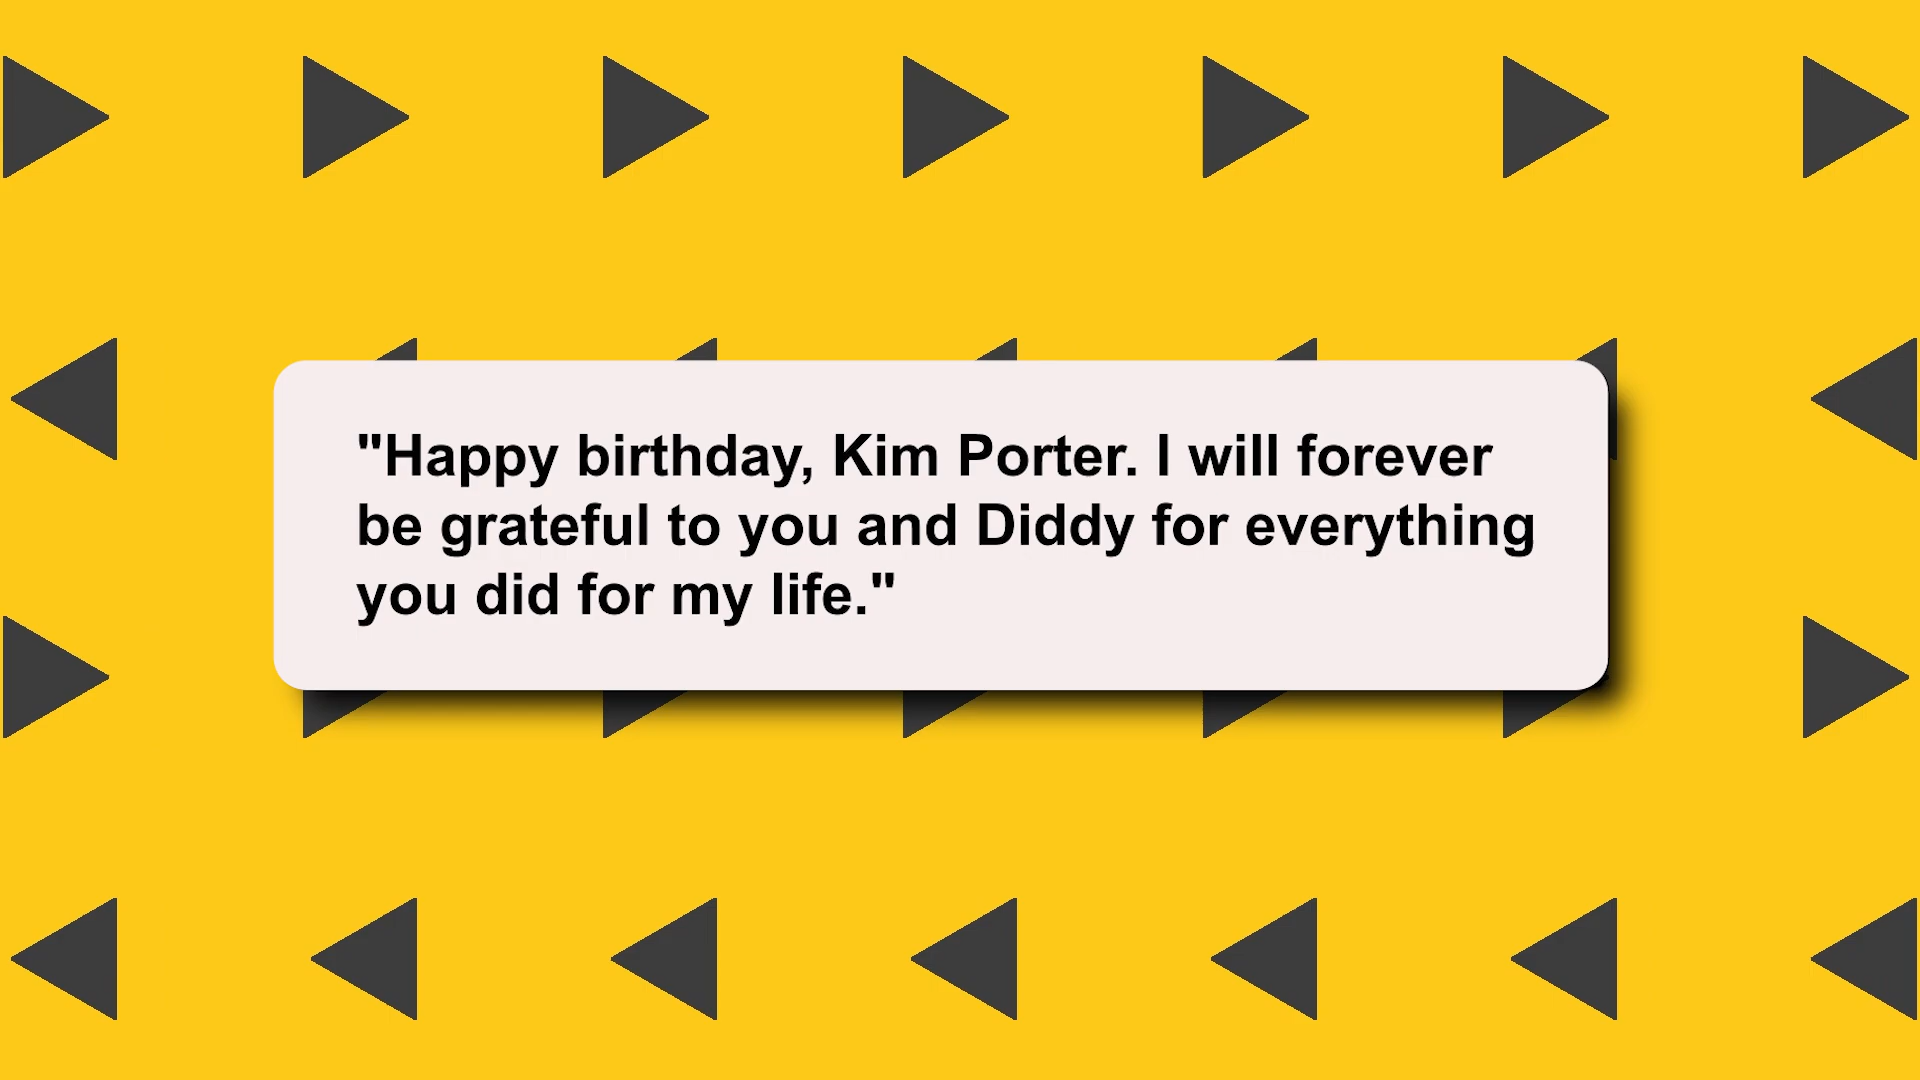 "Happy birthday, Kim Porter. I will forever
be grateful to you and Diddy for everything
you did for my life."